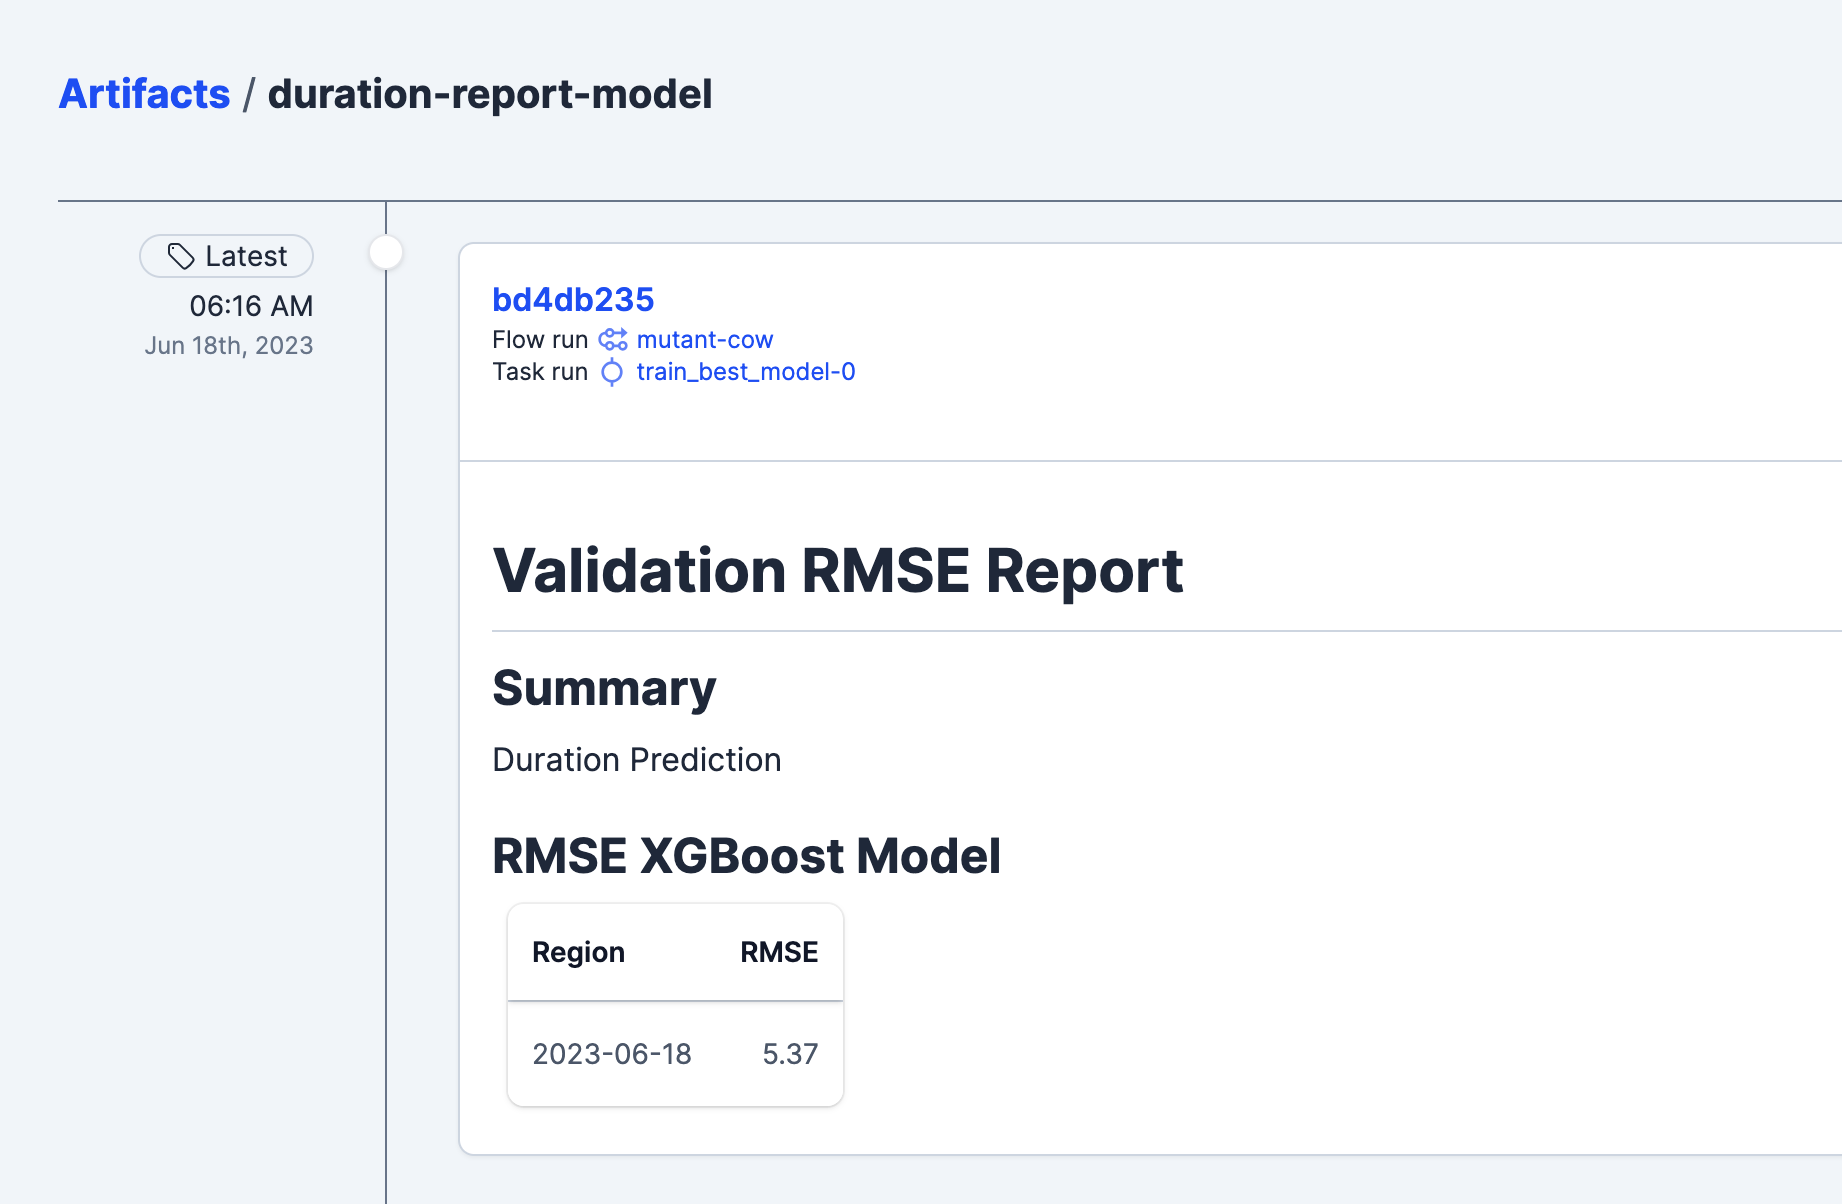 Artifacts / duration-report-model
Latest
06:16 AM
Jun 18th, 2023
bd4db235
Flow run mutant-cow
Task run train_best_model-0
Validation RMSE Report
Summary
Duration Prediction
RMSE XGBoost Model
Region RMSE
2023-06-18 5.37